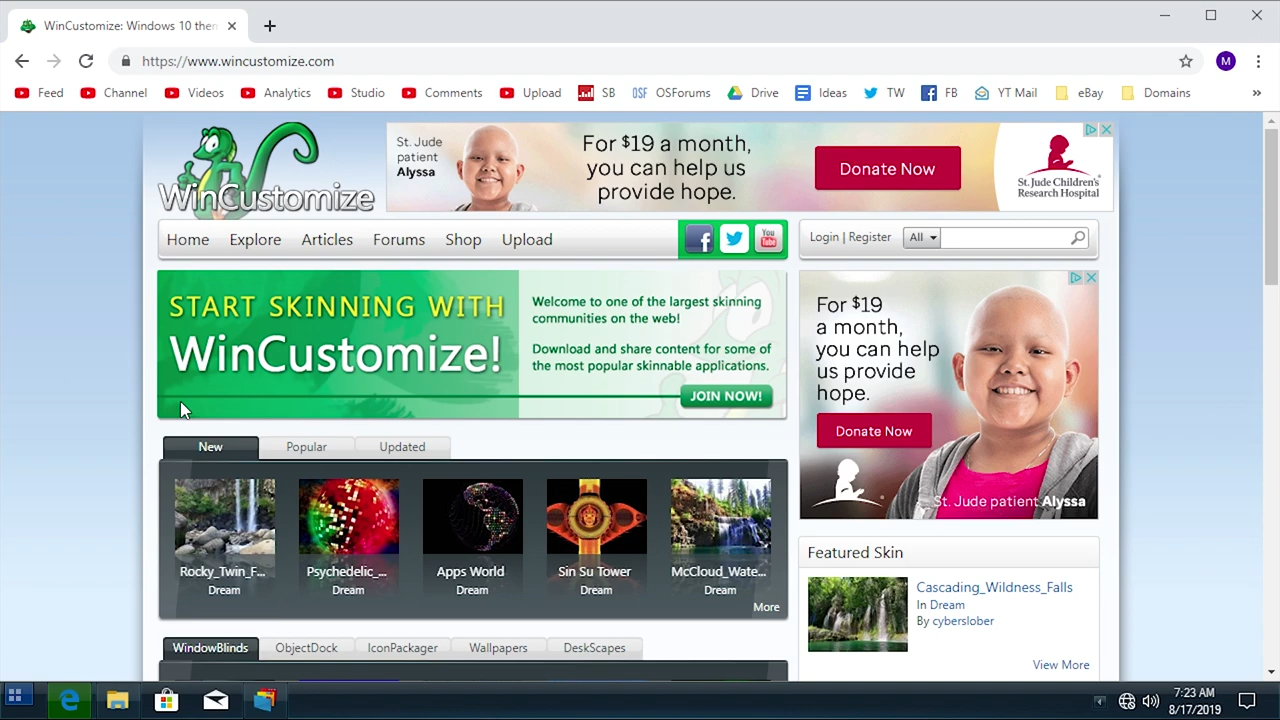 WinCustomize: Windows 10 then
https://www.wincustomize.com
M
Feed Channel Videos Analytics Studio Comments Upload SB OSF OSForums Drive Ideas TW FB YT Mail eBay Domains »
WinCustomize
St. Jude
patient
Alyssa
For $19 a month,
you can help us
provide hope.
Donate Now
St. Jude Children's
Research Hospital
Home Explore Articles Forums Shop Upload
You
Tube
Login | Register All
START SKINNING WITH
WinCustomize!
Welcome to one of the largest skinning
communities on the web!
Download and share content for some of
the most popular skinnable applications.
JOIN NOW!
For $19
a month,
you can help
us provide
hope.
Donate Now
St. Jude patient Alyssa
New Popular Updated
Rocky_Twin_F... Psychedelic_... Apps World Sin Su Tower McCloud_Wate...
Dream Dream Dream Dream Dream
More
Featured Skin
Cascading_Wildness_Falls
In Dream
By cyberslober
View More
WindowBlinds ObjectDock IconPackager Wallpapers DeskScapes
7:23 AM
8/17/2019